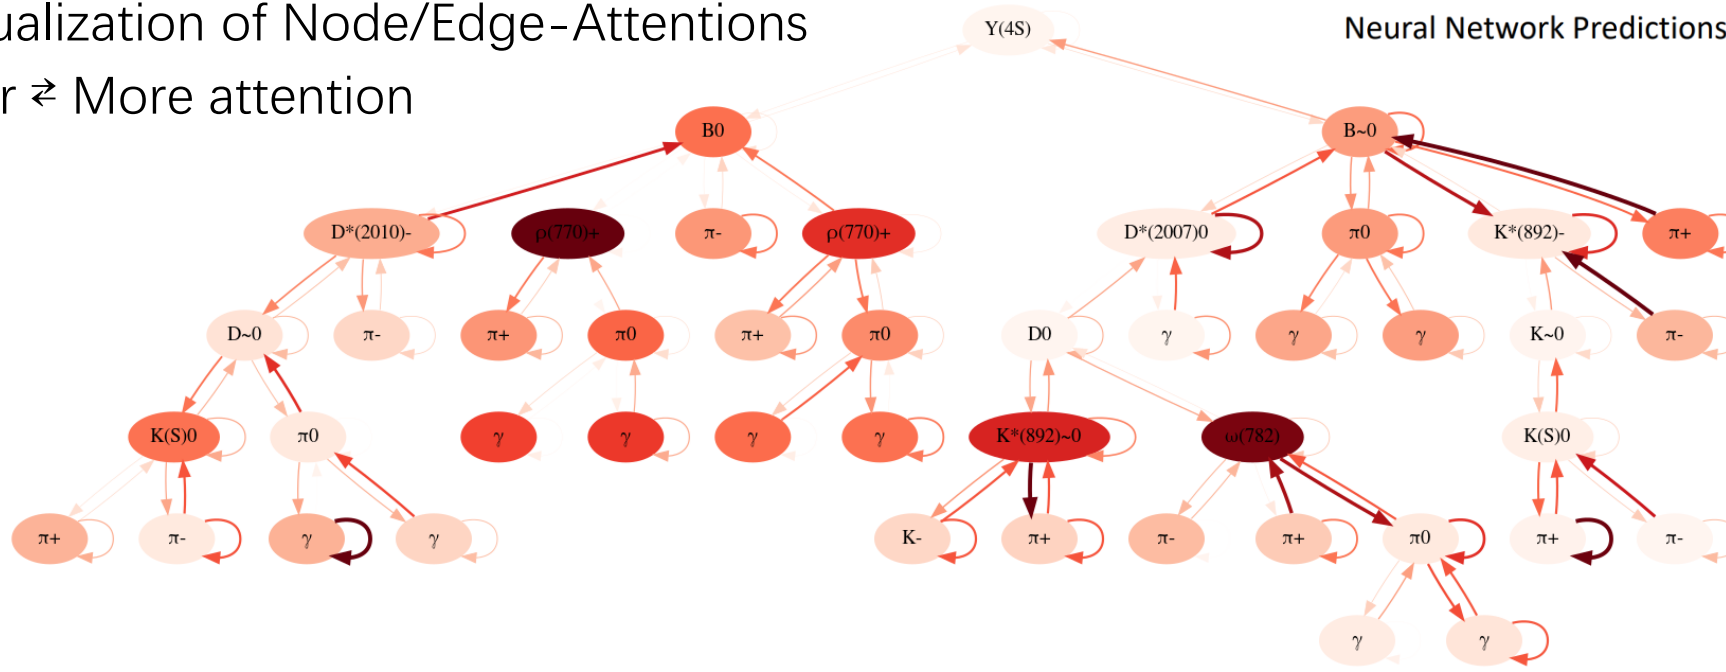 ualization of Node/Edge-Attentions
Neural Network Predictions
r ⇄ More attention
Y(4S)
B0 B~0
D*(2010)- ρ(770)+ π- ρ(770)+ D*(2007)0 π0 K*(892)- π+
D~0 π- π+ π0 π+ π0 D0 γ γ γ K~0 π-
K(S)0 π0 γ γ γ γ K*(892)~0 ω(782) K(S)0
π+ π- γ γ K- π+ π- π+ π0 π+ π-
γ γ